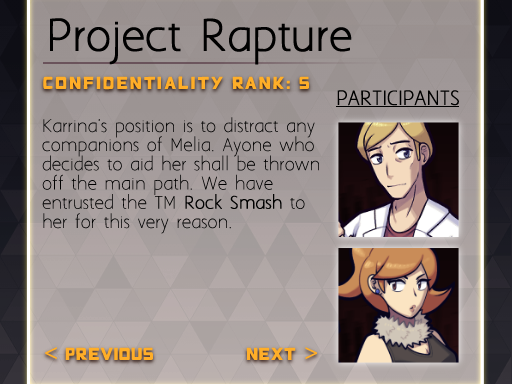 Project Rapture
CONFIDENTIALITY RANK: S
PARTICIPANTS
Karrina's position is to distract any
companions of Melia. Ayone who
decides to aid her shall be thrown
off the main path. We have
entrusted the TM Rock Smash to
her for this very reason.
< PREVIOUS
NEXT >